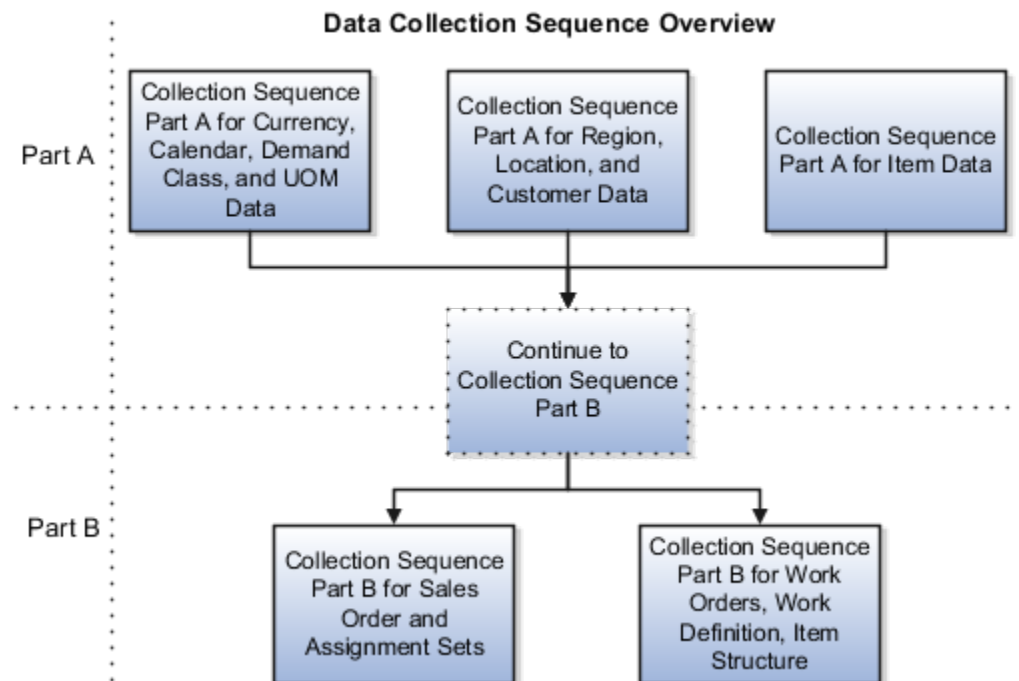 Data Collection Sequence Overview
Part A
Collection Sequence
Part A for Currency,
Calendar, Demand
Class, and UOM
Data
Collection Sequence
Part A for Region,
Location, and
Customer Data
Collection Sequence
Part A for Item Data
Continue to
Collection Sequence
Part B
Part B
Collection Sequence
Part B for Sales
Order and
Assignment Sets
Collection Sequence
Part B for Work
Orders, Work
Definition, Item
Structure